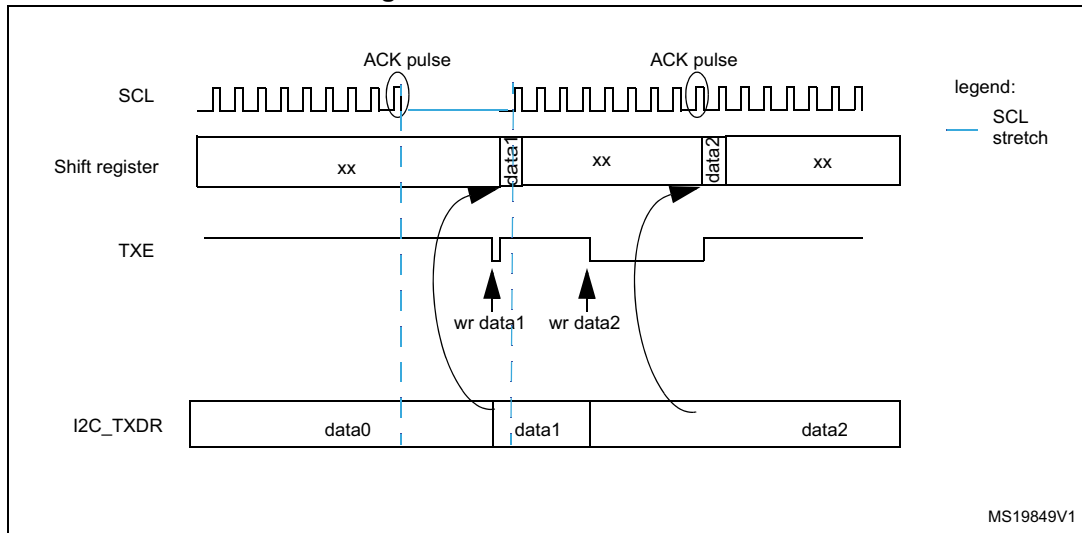 ACK pulse ACK pulse
legend:
SCL
SCL
stretch
Shift register
xx
data1
xx
data2
xx
TXE
wr data1 wr data2
I2C_TXDR
data0 data1 data2
MS19849V1